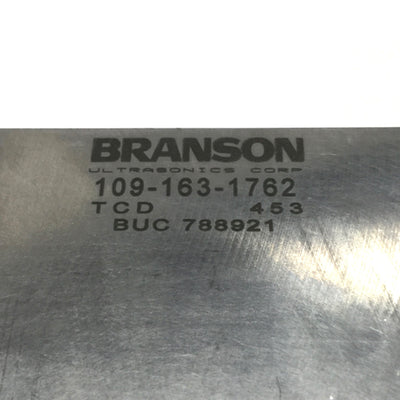 BRANSON
ULTRASONICS CORP
109-163-1762
TCD 453
BUC 788921